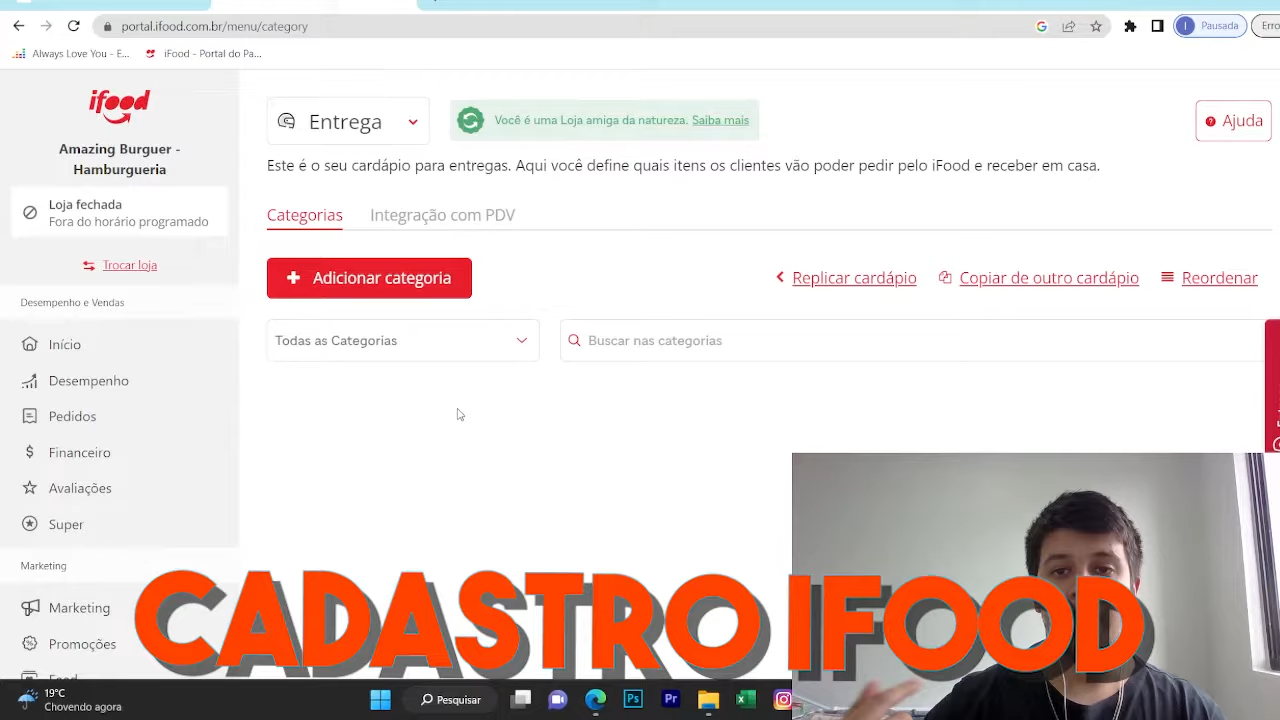 portal.ifood.com.br/menu/category
Pausada
Erro
Always Love You - E...
iFood - Portal do Pa...
ifood
Amazing Burguer -
Hamburgueria
Loja fechada
Fora do horário programado
Trocar loja
Desempenho e Vendas
Início
Desempenho
Pedidos
Financeiro
Avaliações
Super
Marketing
Marketing
Promoções
Entrega
Você é uma Loja amiga da natureza. Saiba mais
Ajuda
Este é o seu cardápio para entregas. Aqui você define quais itens os clientes vão poder pedir pelo iFood e receber em casa.
Categorias
Integração com PDV
Adicionar categoria
Replicar cardápio
Copiar de outro cardápio
Reordenar
Todas as Categorias
Buscar nas categorias
CADASTRO IFOOD
19°C
Chovendo agora
Pesquisar
Ps
Pr